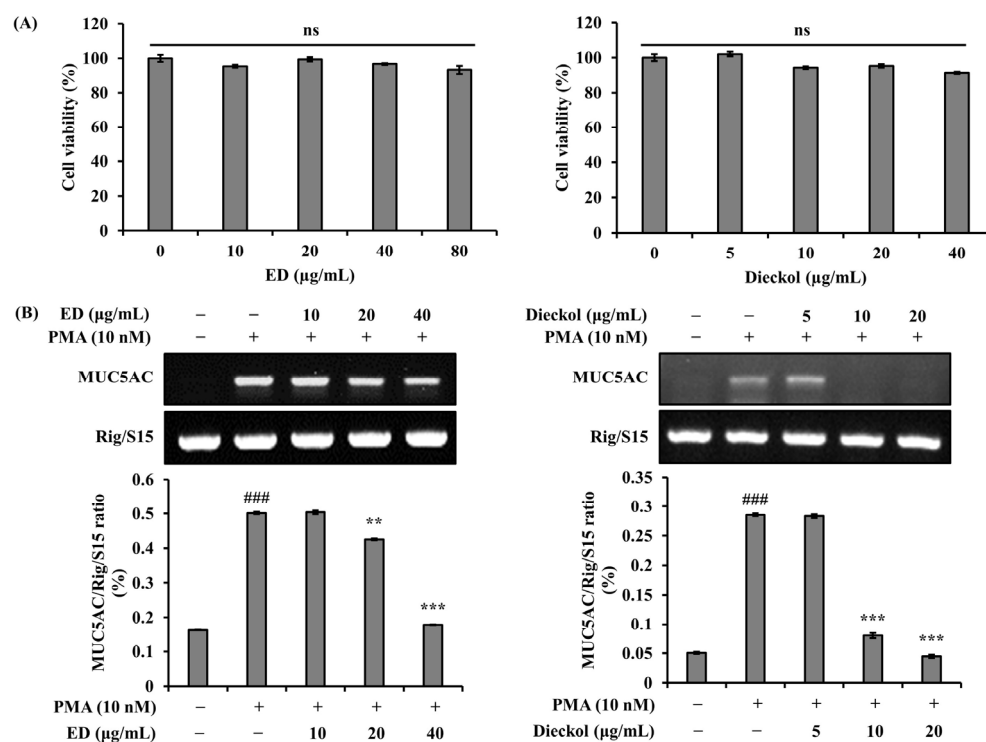 (A)
ns
Cell viability (%)
120
100
80
60
40
20
0
0 10 20 40 80
ED (μg/mL)
ns
Cell viability (%)
120
100
80
60
40
20
0
0 5 10 20 40
Dieckol (μg/mL)
(B)
ED (μg/mL) – – 10 20 40
PMA (10 nM) – + + + +
MUC5AC
Rig/S15
MUC5AC/Rig/S15 ratio
(%)
0.6
0.5
0.4
0.3
0.2
0.1
0
###
**
***
PMA (10 nM) – + + + +
ED (μg/mL) – – 10 20 40
Dieckol (μg/mL) – – 5 10 20
PMA (10 nM) – + + + +
MUC5AC
Rig/S15
MUC5AC/Rig/S15 ratio
(%)
0.35
0.3
0.25
0.2
0.15
0.1
0.05
0
###
***
***
PMA (10 nM) – + + + +
Dieckol (μg/mL) – – 5 10 20